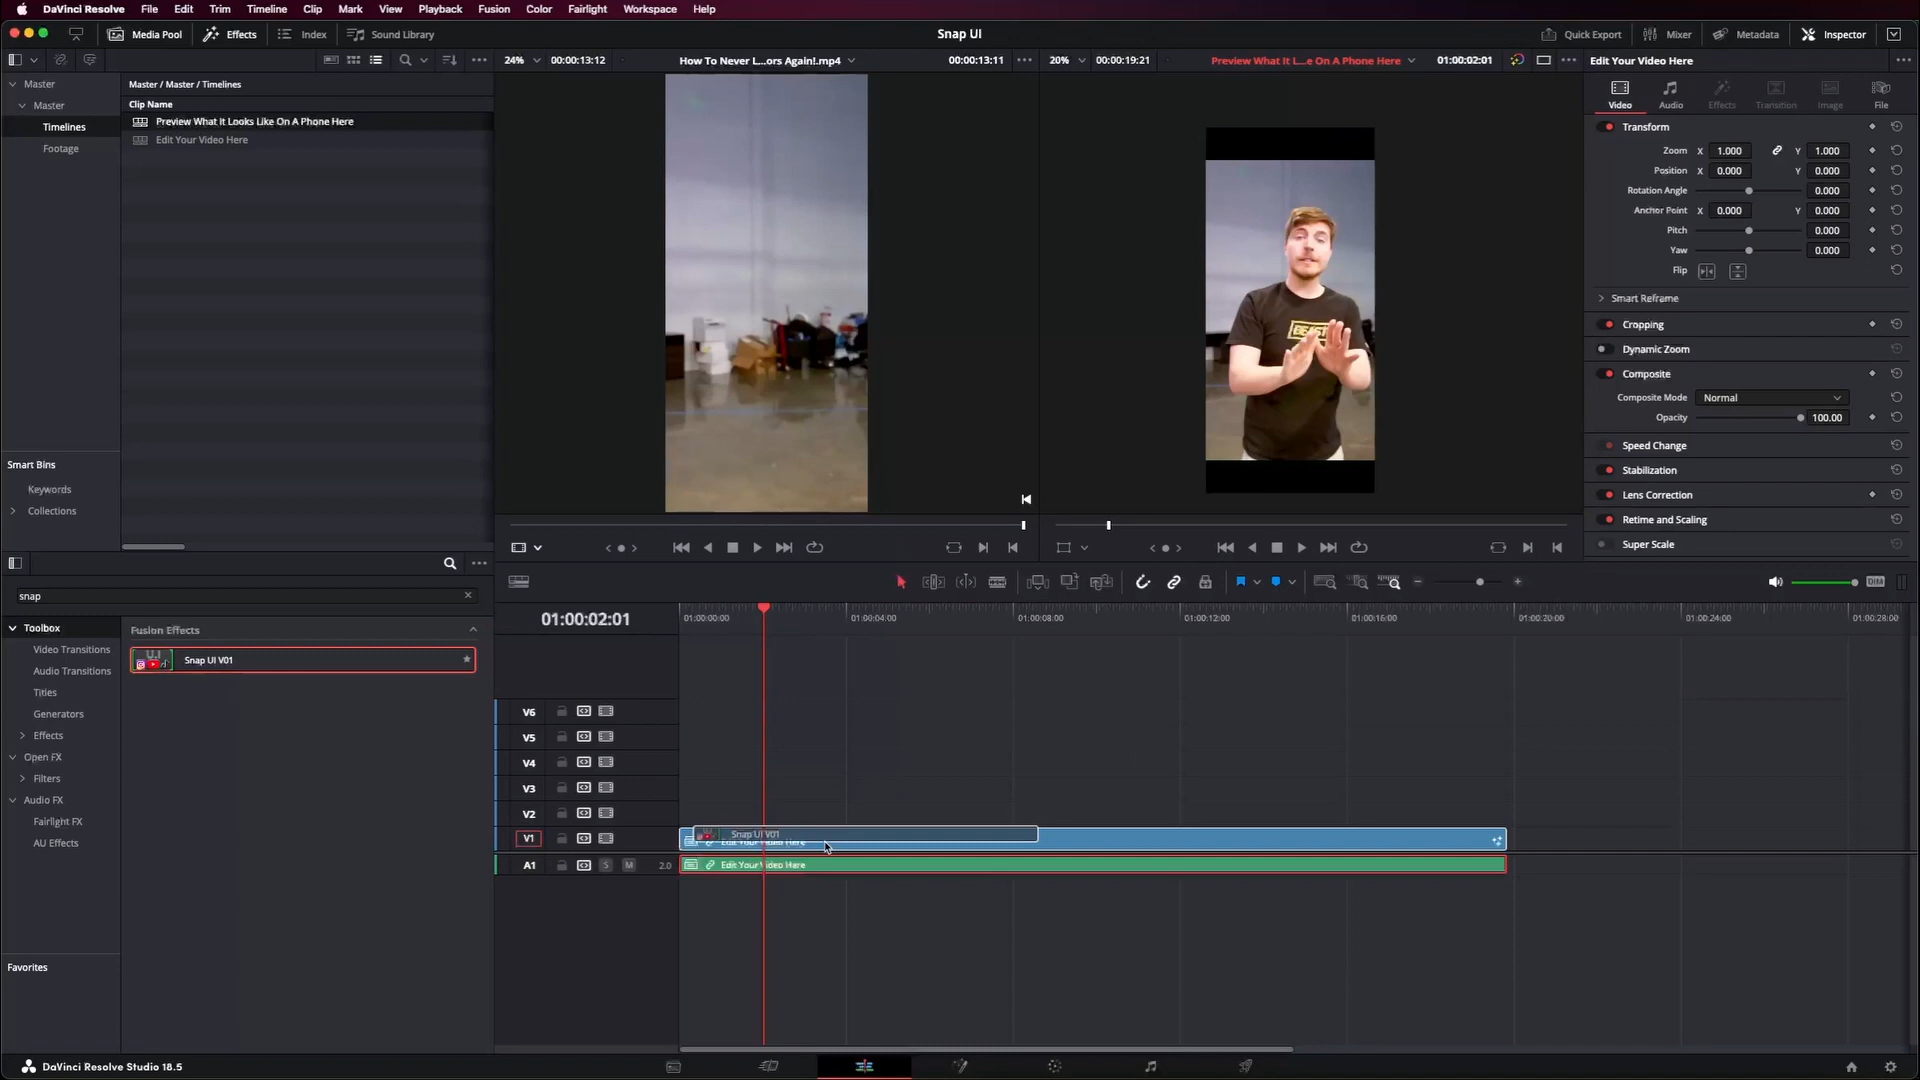 DaVinci Resolve File Edit Trim Timeline Clip Mark View Playback Fusion Color Fairlight Workspace Help
Media Pool Effects Index Sound Library Snap UI Quick Export Mixer Metadata Inspector
24% 00:00:13:12 How To Never L...ors Again!.mp4 00:00:13:11 20% 00:00:19:21 Preview What It L...e On A Phone Here 01:00:02:01 Edit Your Video Here
Master Master / Master / Timelines
Master Clip Name
Timelines Preview What It Looks Like On A Phone Here
Footage Edit Your Video Here
Video Audio Effects Transition Image File
Transform
Zoom X 1.000 Y 1.000
Position X 0.000 Y 0.000
Rotation Angle 0.000
Anchor Point X 0.000 Y 0.000
Pitch 0.000
Yaw 0.000
Flip
Smart Reframe
Cropping
Dynamic Zoom
Composite
Composite Mode Normal
Opacity 100.00
Speed Change
Stabilization
Lens Correction
Retime and Scaling
Super Scale
BEAST
Smart Bins
Keywords
Collections
snap
Toolbox Fusion Effects
Video Transitions Snap UI V01
Audio Transitions
Titles
Generators
Effects
Open FX
Filters
Audio FX
Fairlight FX
AU Effects
Favorites
DIM
01:00:02:01 01:00:00:00 01:00:04:00 01:00:08:00 01:00:12:00 01:00:16:00 01:00:20:00 01:00:24:00 01:00:28:00
V6
V5
V4
V3
V2
V1 Snap UI V01
Edit Your Video Here
A1 S M 2.0 Edit Your Video Here
DaVinci Resolve Studio 18.5